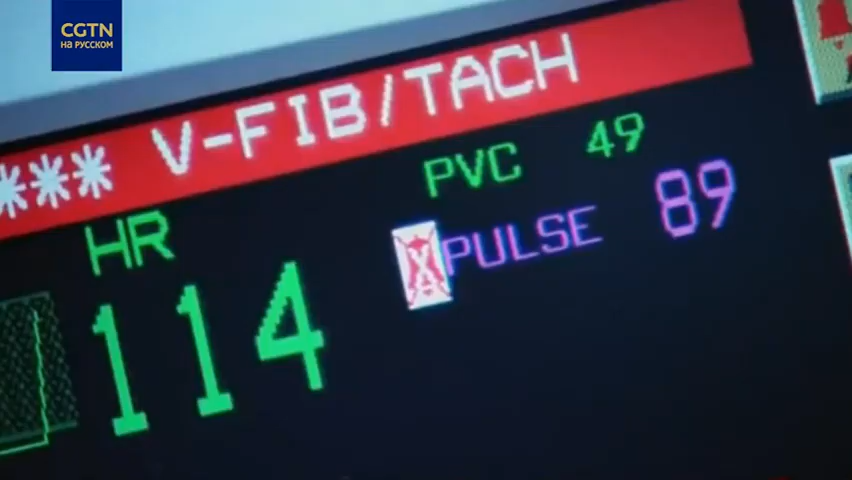 CGTN
НА РУССКОМ
*** V-FIB/TACH
PVC 49
HR
PULSE 89
114